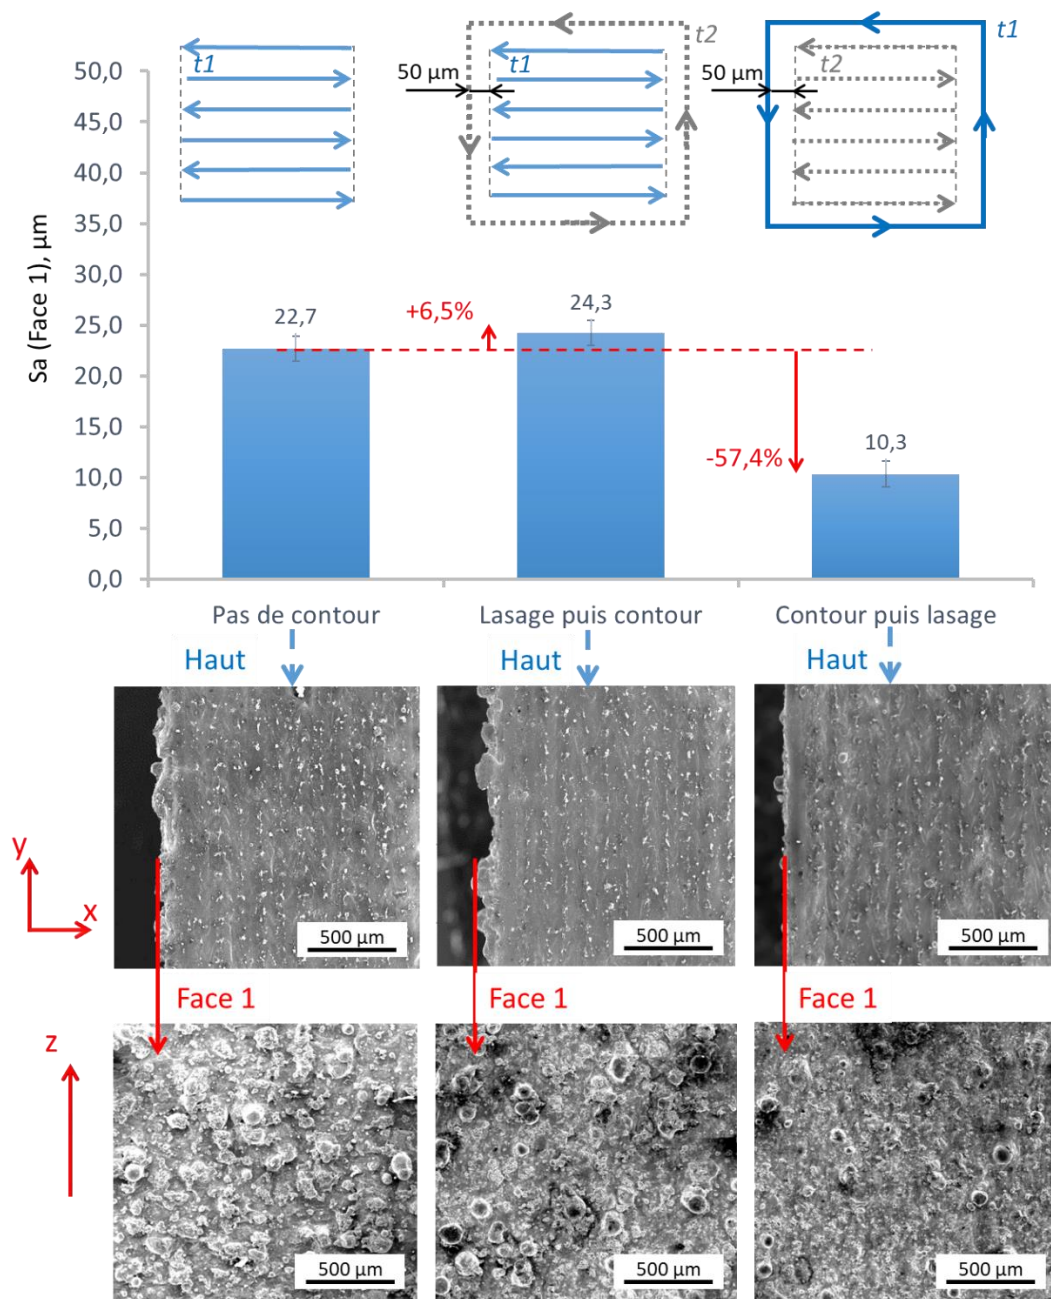 t1
50 µm
t1
t2
50 µm
t2
t1
Sa (Face 1), µm
50,0
45,0
40,0
35,0
30,0
25,0
20,0
15,0
10,0
5,0
0,0
22,7
+6,5%
24,3
-57,4%
10,3
Pas de contour
Lasage puis contour
Contour puis lasage
Haut
Haut
Haut
y
x
500 µm
500 µm
500 µm
Face 1
Face 1
Face 1
z
500 µm
500 µm
500 µm